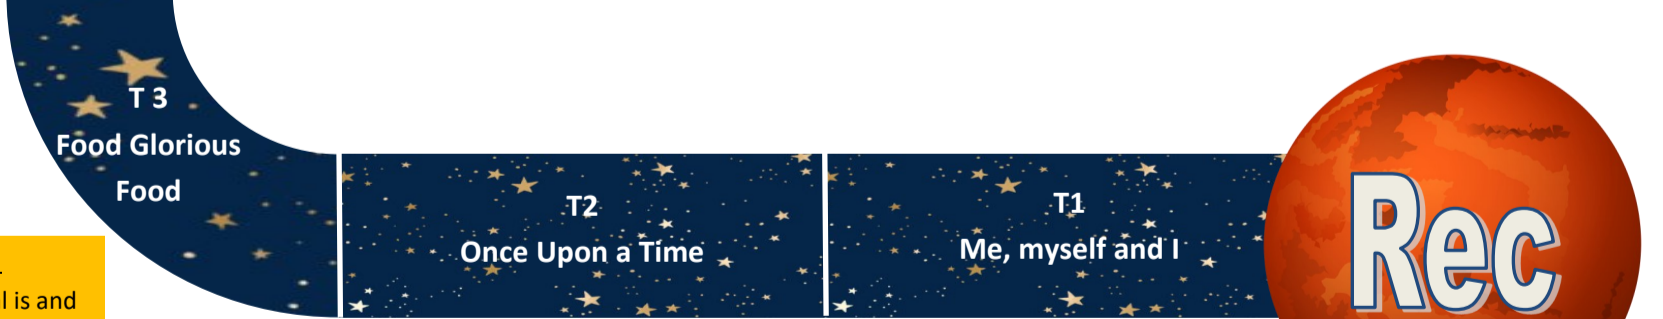 T 3
Food Glorious
Food
T2
Once Upon a Time
T1
Me, myself and I
Rec
l is and